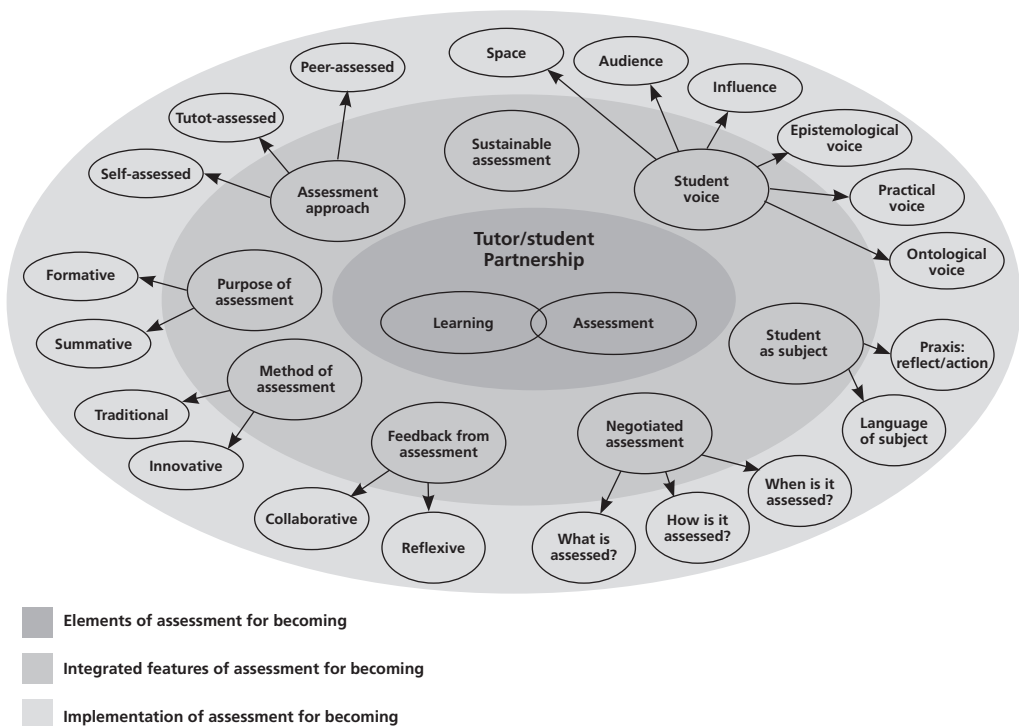 Peer-assessed
Space
Audience
Influence
Tutot-assessed
Sustainable
assessment
Epistemological
voice
Self-assessed
Assessment
approach
Student
voice
Practical
voice
Tutor/student
Partnership
Ontological
voice
Formative
Purpose of
assessment
Learning
Assessment
Summative
Student
as subject
Praxis:
reflect/action
Method of
assessment
Traditional
Feedback from
assessment
Negotiated
assessment
Language
of subject
Innovative
When is it
assessed?
Collaborative
Reflexive
What is
assessed?
How is it
assessed?
Elements of assessment for becoming
Integrated features of assessment for becoming
Implementation of assessment for becoming